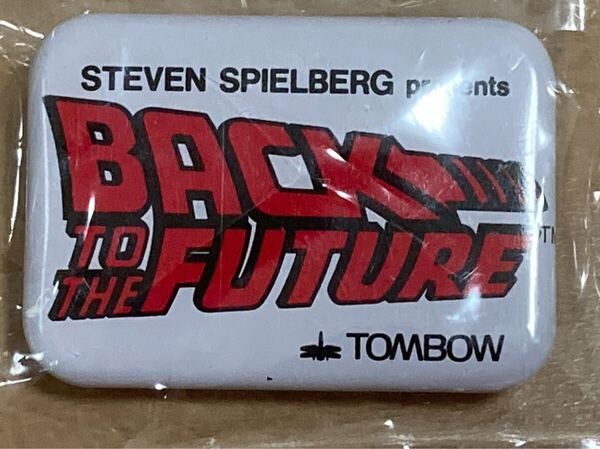 STEVEN SPIELBERG presents
BACK
TO THE FUTURE
TOMBOW